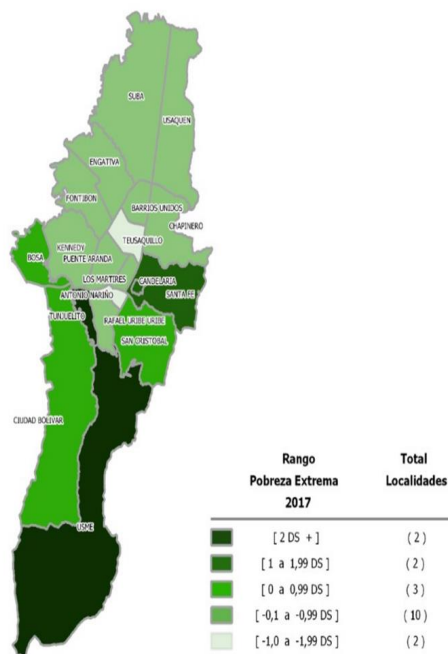 SUBA
USAQUEN
ENGATIVA
FONTIBON
BARRIOS UNIDOS
CHAPINERO
TEUSAQUILLO
KENNEDY
BOSA
PUENTE ARANDA
LOS MARTIRES
CANDELARIA
ANTONIO NARIÑO
SANTA FE
TUNJUELITO
RAFAEL URIBE URIBE
SAN CRISTOBAL
CIUDAD BOLIVAR
USME
Rango Total
Pobreza Extrema Localidades
2017
[ 2 DS + ] ( 2 )
[ 1 a 1,99 DS ] ( 2 )
[ 0 a 0,99 DS ] ( 3 )
[ -0,1 a -0,99 DS ] ( 10 )
[ -1,0 a -1,99 DS ] ( 2 )